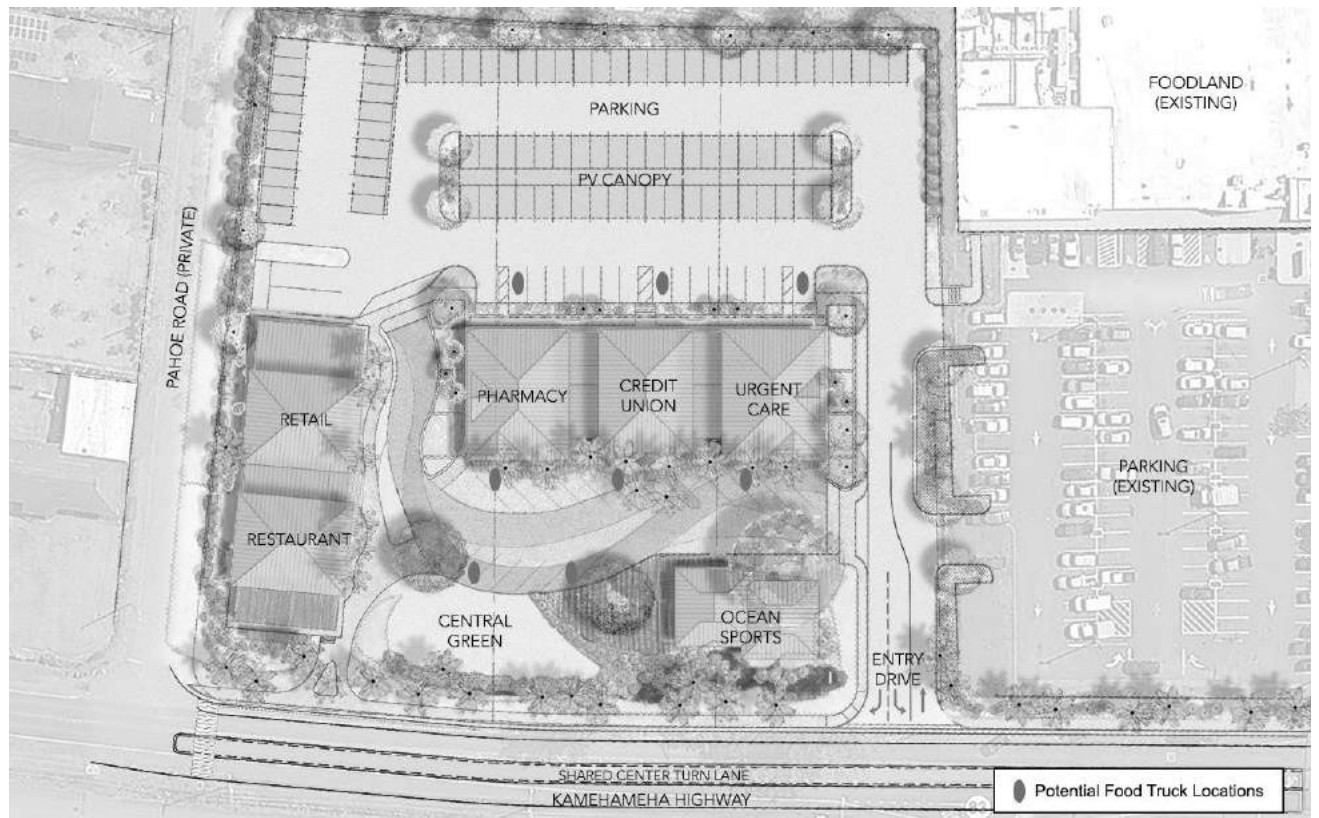 FOODLAND
(EXISTING)
PARKING
PV CANOPY
PAHOE ROAD (PRIVATE)
PHARMACY
CREDIT
UNION
URGENT
CARE
RETAIL
PARKING
(EXISTING)
RESTAURANT
CENTRAL
GREEN
OCEAN
SPORTS
ENTRY
DRIVE
SHARED CENTER TURN LANE
KAMEHAMEHA HIGHWAY
Potential Food Truck Locations